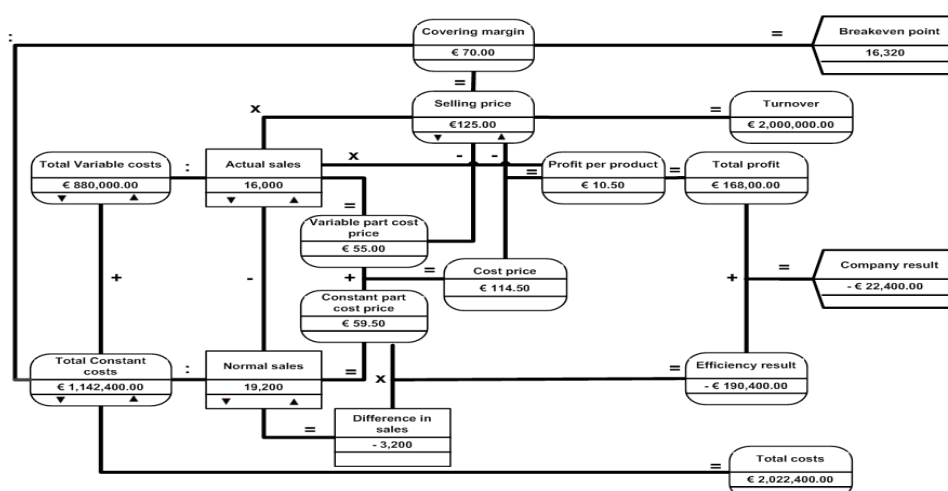 :
Covering margin
€ 70.00
=
Breakeven point
16,320
=
x
Selling price
€125.00
=
Turnover
€ 2,000,000.00
Total Variable costs
€ 880,000.00
:
Actual sales
16,000
x
- -
Profit per product
€ 10.50
=
=
Total profit
€ 168,00.00
=
Variable part cost
price
€ 55.00
+
-
+
=
Cost price
€ 114.50
+
=
Company result
- € 22,400.00
Constant part
cost price
€ 59.50
Total Constant
costs
€ 1,142,400.00
:
Normal sales
19,200
=
x
=
Efficiency result
- € 190,400.00
=
Difference in
sales
- 3,200
=
Total costs
€ 2,022,400.00